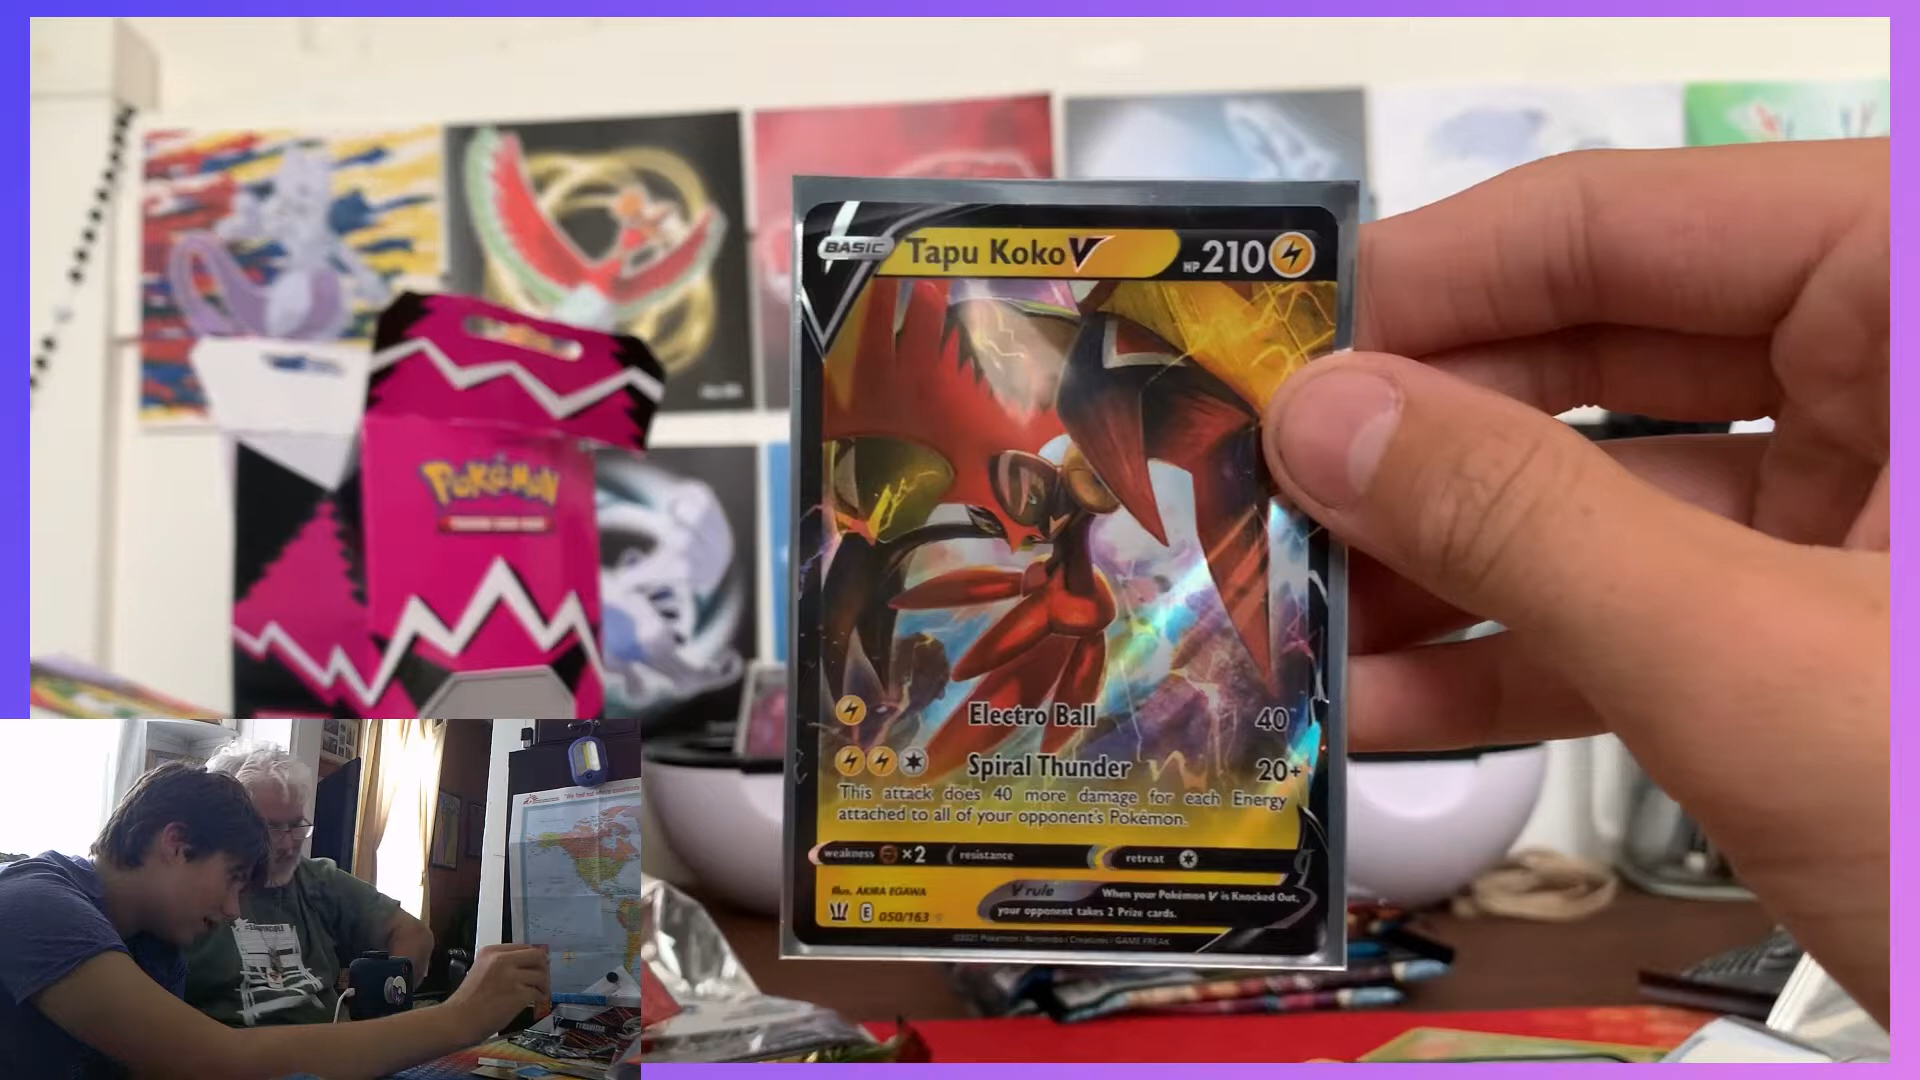 BASIC
Tapu Koko V
HP 210
POKéMON
Electro Ball 40
Spiral Thunder 20+
This attack does 40 more damage for each Energy
attached to all of your opponent's Pokémon.
weakness ×2 resistance retreat
Illus. AKIRA EGAWA
V rule When your Pokémon V is Knocked Out,
your opponent takes 2 Prize cards.
E 050/163
©2021 Pokémon / Nintendo / Creatures / GAME FREAK